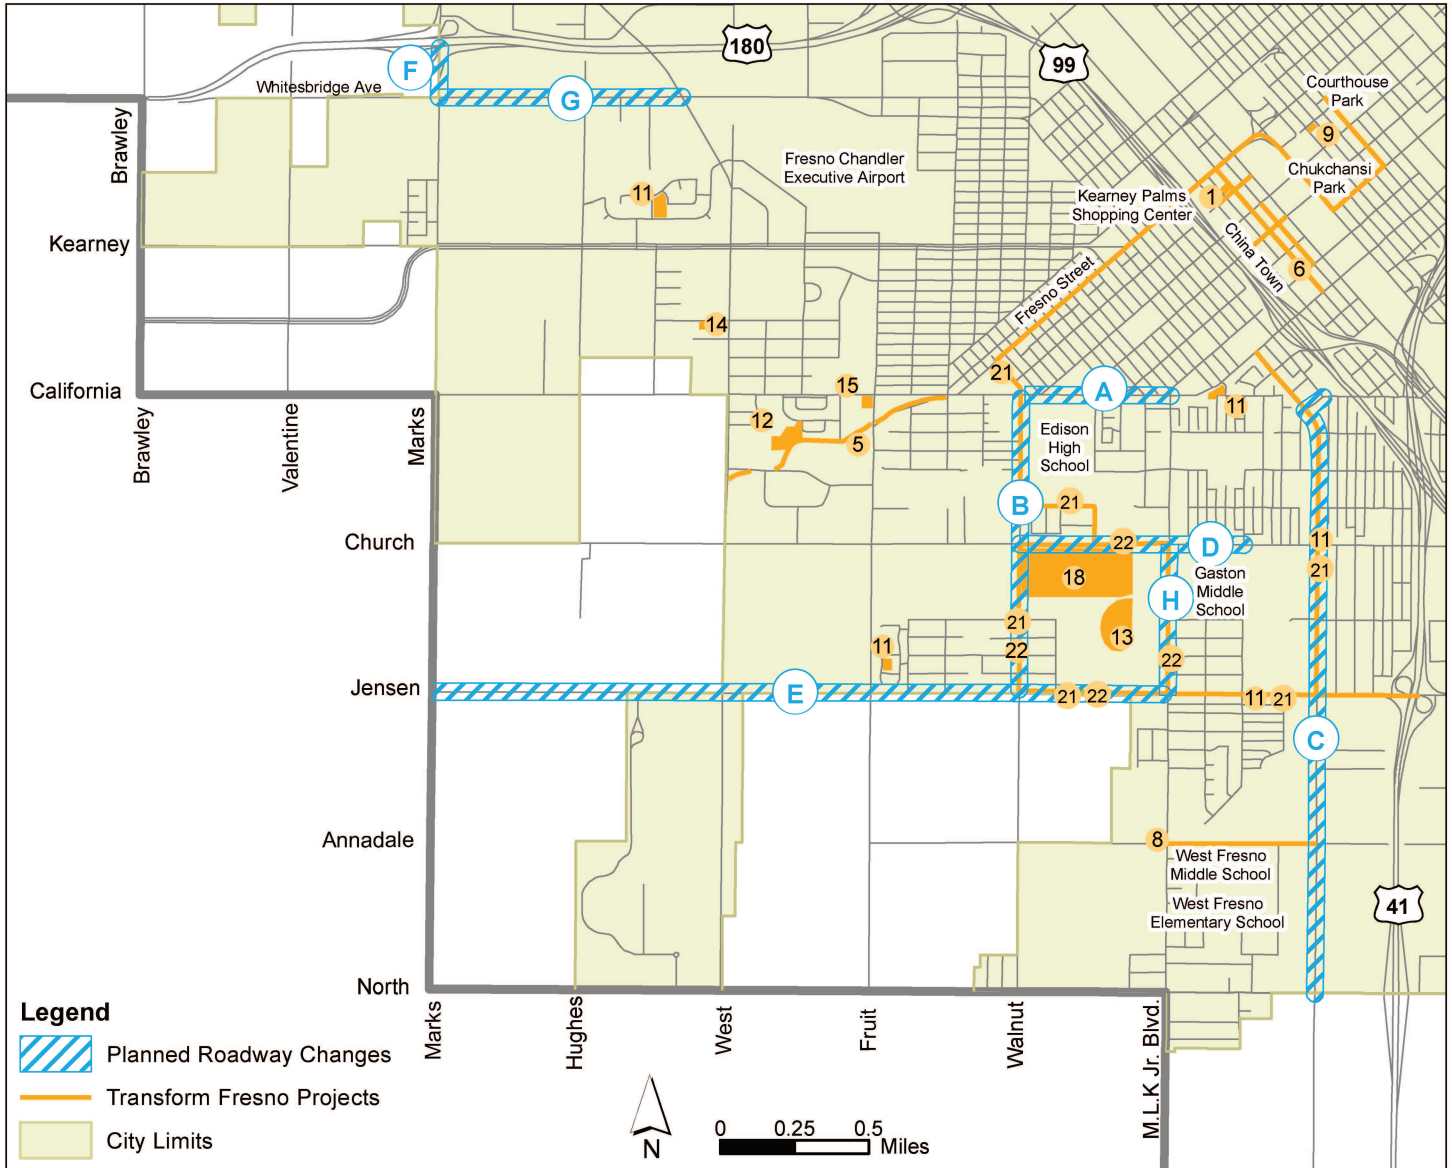 180
99
F
Whitesbridge Ave
G
Courthouse
Park
9
Brawley
Fresno Chandler
Executive Airport
Chukchansi
Park
11
Kearney Palms
Shopping Center
1
Kearney
China Town
6
Fresno Street
14
21
California
15
A
11
12
5
Edison
High
School
Brawley
Valentine
Marks
B
21
Church
22
D
11
18
21
Gaston
Middle
School
H
21
13
11
22
22
Jensen
E
21
22
11
21
C
Annadale
8
West Fresno
Middle School
West Fresno
Elementary School
41
North
Marks
Hughes
West
Fruit
Walnut
M.L.K Jr. Blvd.
Legend
Planned Roadway Changes
Transform Fresno Projects
City Limits
N
0 0.25 0.5
Miles